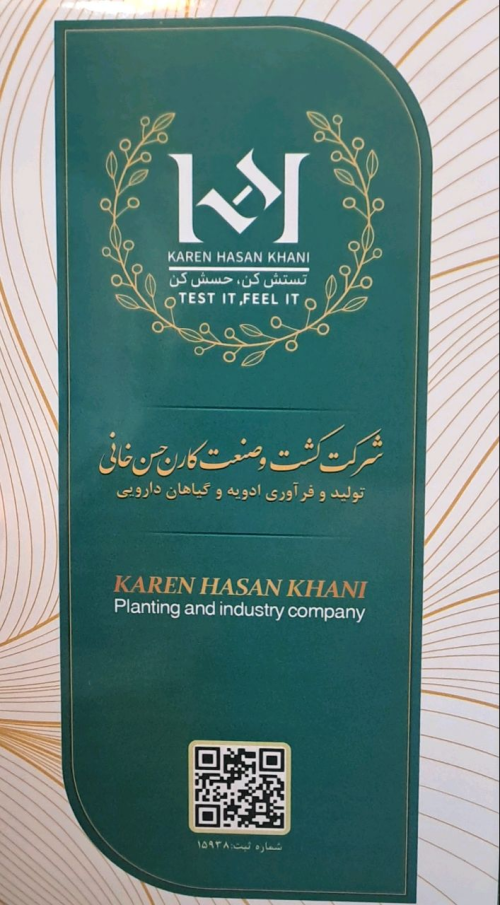 KAREN HASAN KHANI
تستش کن، حسش کن
TEST IT,FEEL IT
شرکت کشت و صنعت کارن حسن خانی
تولید و فرآوری ادویه و گیاهان دارویی
KAREN HASAN KHANI
Planting and industry company
شماره ثبت: ۱۵۹۳۸